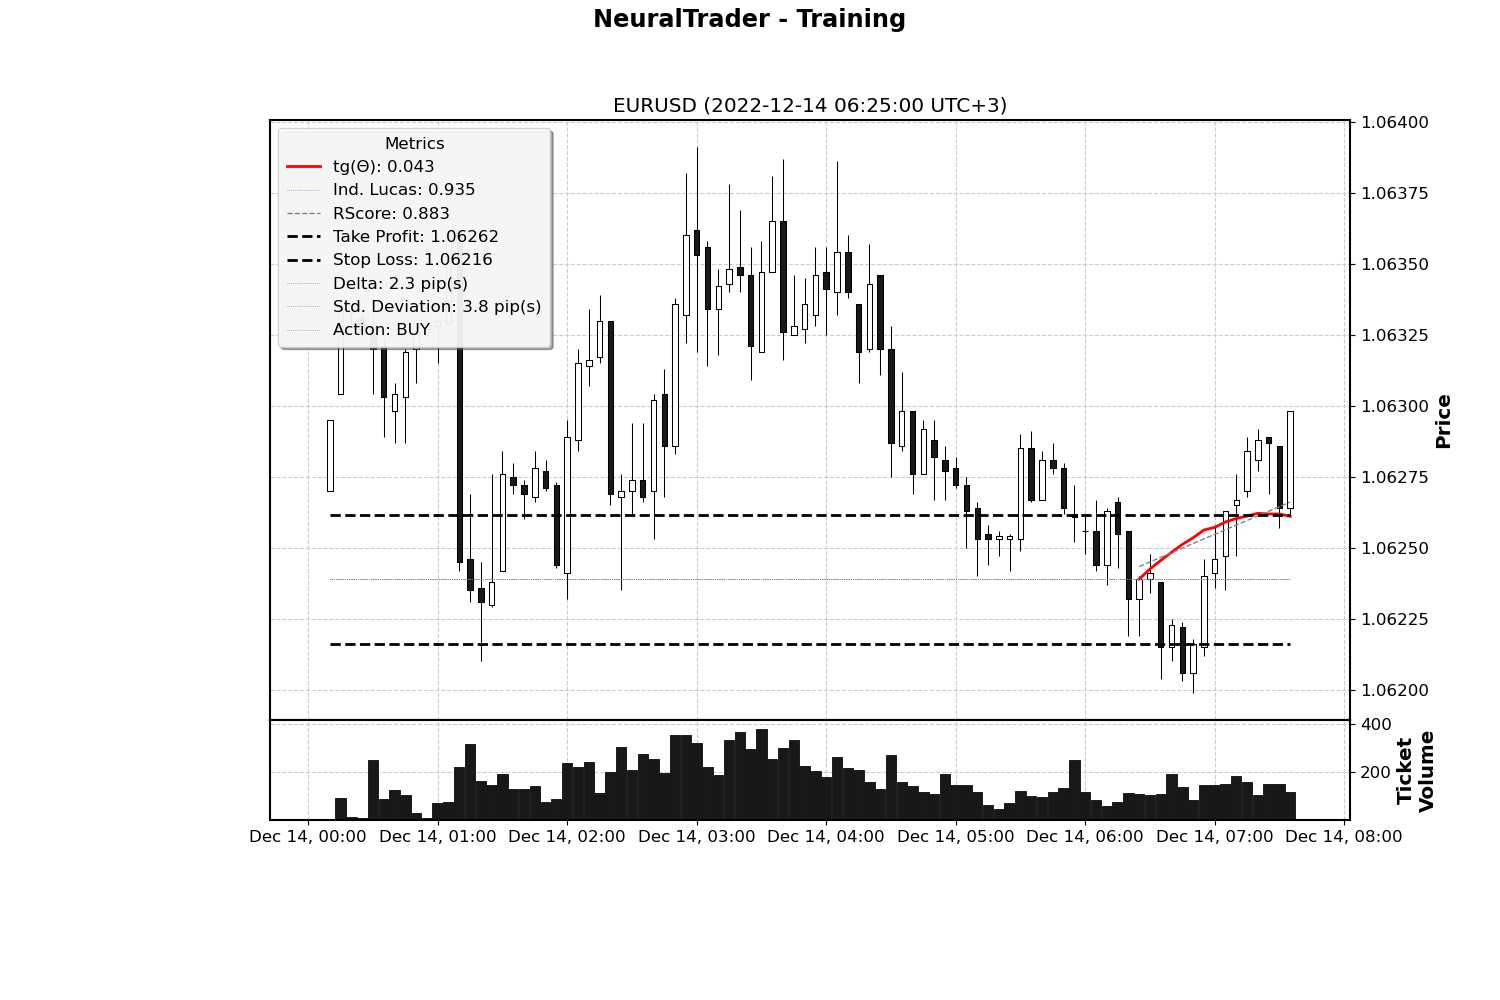 NeuralTrader - Training
EURUSD (2022-12-14 06:25:00 UTC+3)
Metrics
tg(Θ): 0.043
Ind. Lucas: 0.935
RScore: 0.883
Take Profit: 1.06262
Stop Loss: 1.06216
Delta: 2.3 pip(s)
Std. Deviation: 3.8 pip(s)
Action: BUY
1.06400
1.06375
1.06350
1.06325
1.06300
1.06275
1.06250
1.06225
1.06200
Price
400
200
Ticket
Volume
Dec 14, 00:00
Dec 14, 01:00
Dec 14, 02:00
Dec 14, 03:00
Dec 14, 04:00
Dec 14, 05:00
Dec 14, 06:00
Dec 14, 07:00
Dec 14, 08:00